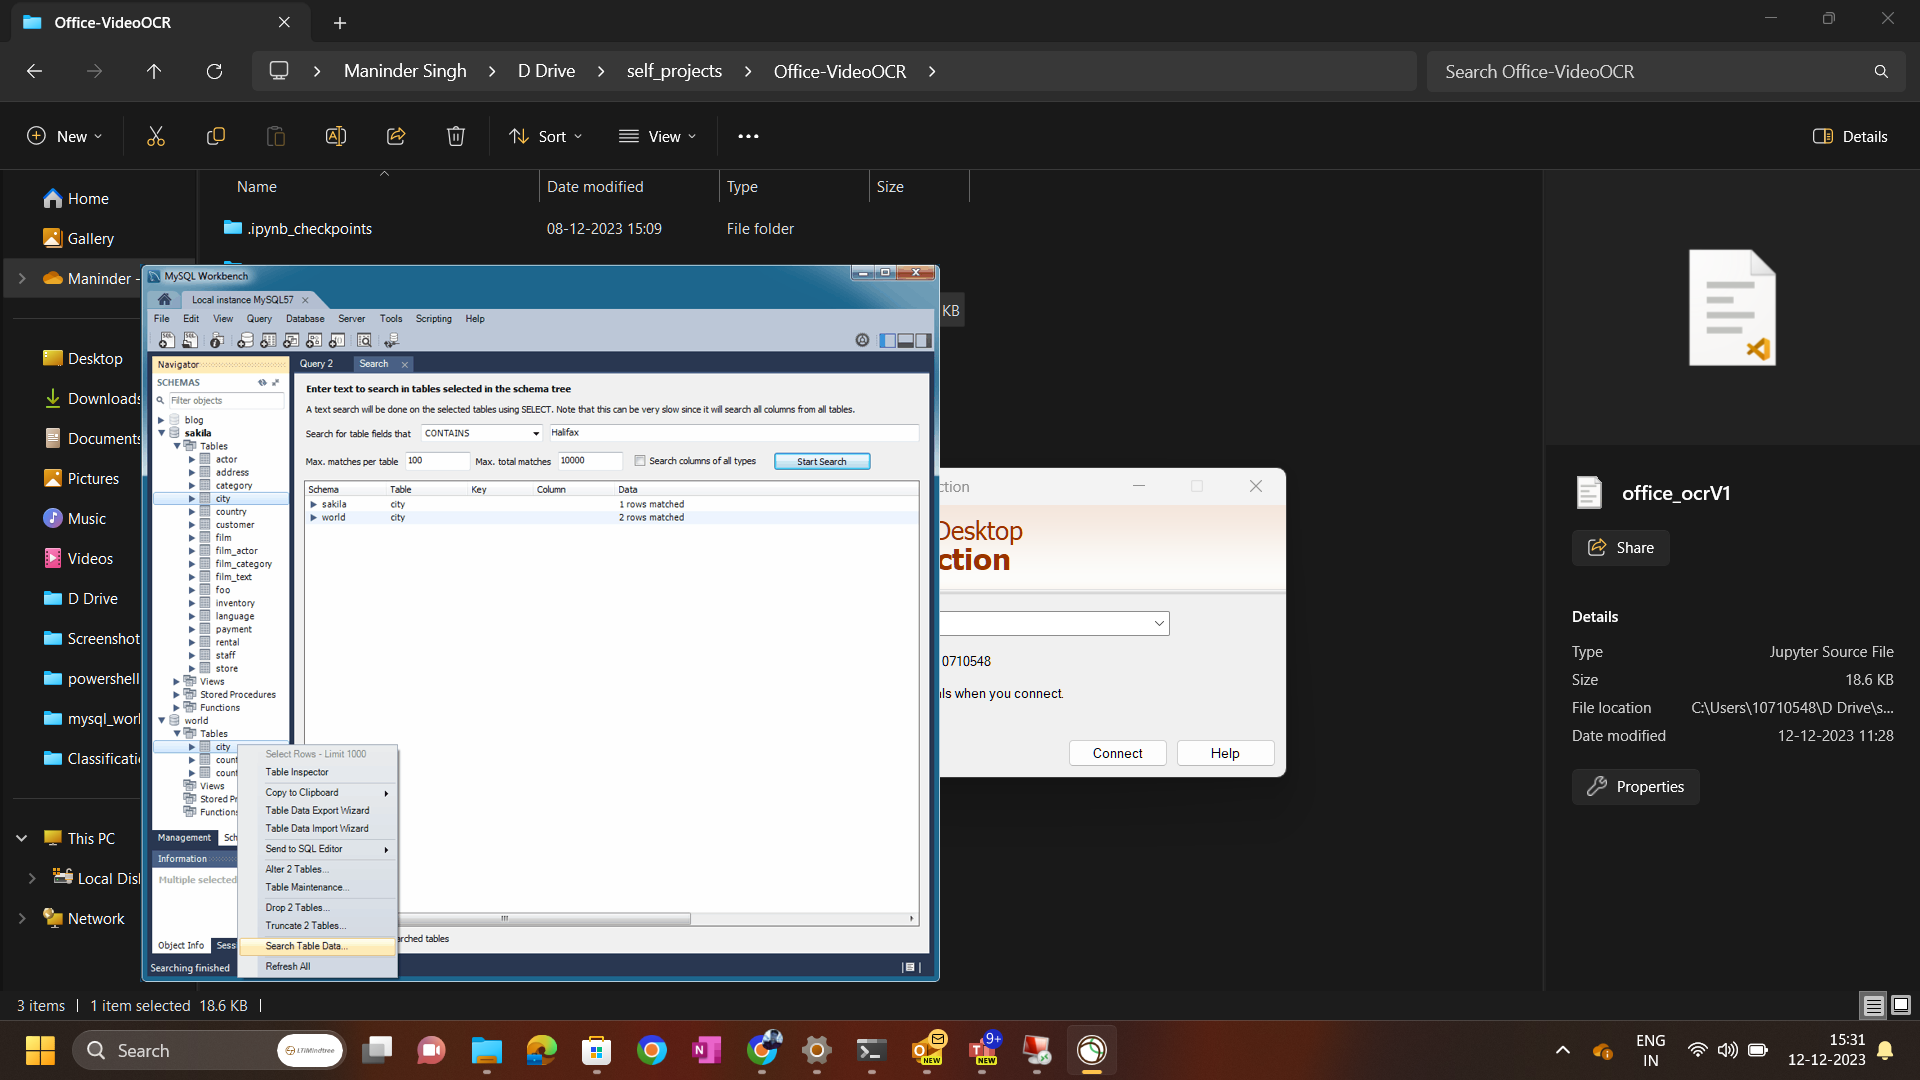 Office-VideoOCR
Maninder Singh
D Drive
self_projects
Office-VideoOCR
Search Office-VideoOCR
New
Sort
View
Details
Name
Date modified
Type
Size
.ipynb_checkpoints
08-12-2023 15:09
File folder
KB
Home
Gallery
Maninder -
Desktop
Downloads
Documents
Pictures
Music
Videos
D Drive
Screenshot
powershell
mysql_worl
Classificati
This PC
Local Disl
Network
MySQL Workbench
Local instance MySQL57
File Edit View Query Database Server Tools Scripting Help
Navigator
SCHEMAS
Filter objects
blog
sakila
Tables
actor
address
category
city
country
customer
film
film_actor
film_category
film_text
foo
inventory
language
payment
rental
staff
store
Views
Stored Procedures
Functions
world
Tables
city
count
count
Views
Stored Pr
Functions
Management
Sch
Information
Multiple selected
Object Info
Sess
Searching finished
Query 2
Search
Enter text to search in tables selected in the schema tree
A text search will be done on the selected tables using SELECT. Note that this can be very slow since it will search all columns from all tables.
Search for table fields that CONTAINS Halifax
Max. matches per table 100 Max. total matches 10000 Search columns of all types Start Search
Schema Table Key Column Data
sakila city 1 rows matched
world city 2 rows matched
arched tables
Select Rows - Limit 1000
Table Inspector
Copy to Clipboard
Table Data Export Wizard
Table Data Import Wizard
Send to SQL Editor
Alter 2 Tables...
Table Maintenance...
Drop 2 Tables...
Truncate 2 Tables...
Search Table Data...
Refresh All
ction
Desktop
ction
0710548
ls when you connect.
Connect
Help
office_ocrV1
Share
Details
Type Jupyter Source File
Size 18.6 KB
File location C:\Users\10710548\D Drive\s...
Date modified 12-12-2023 11:28
Properties
3 items
1 item selected 18.6 KB
Search
LTIMindtree
NEW
9+
NEW
ENG
IN
15:31
12-12-2023